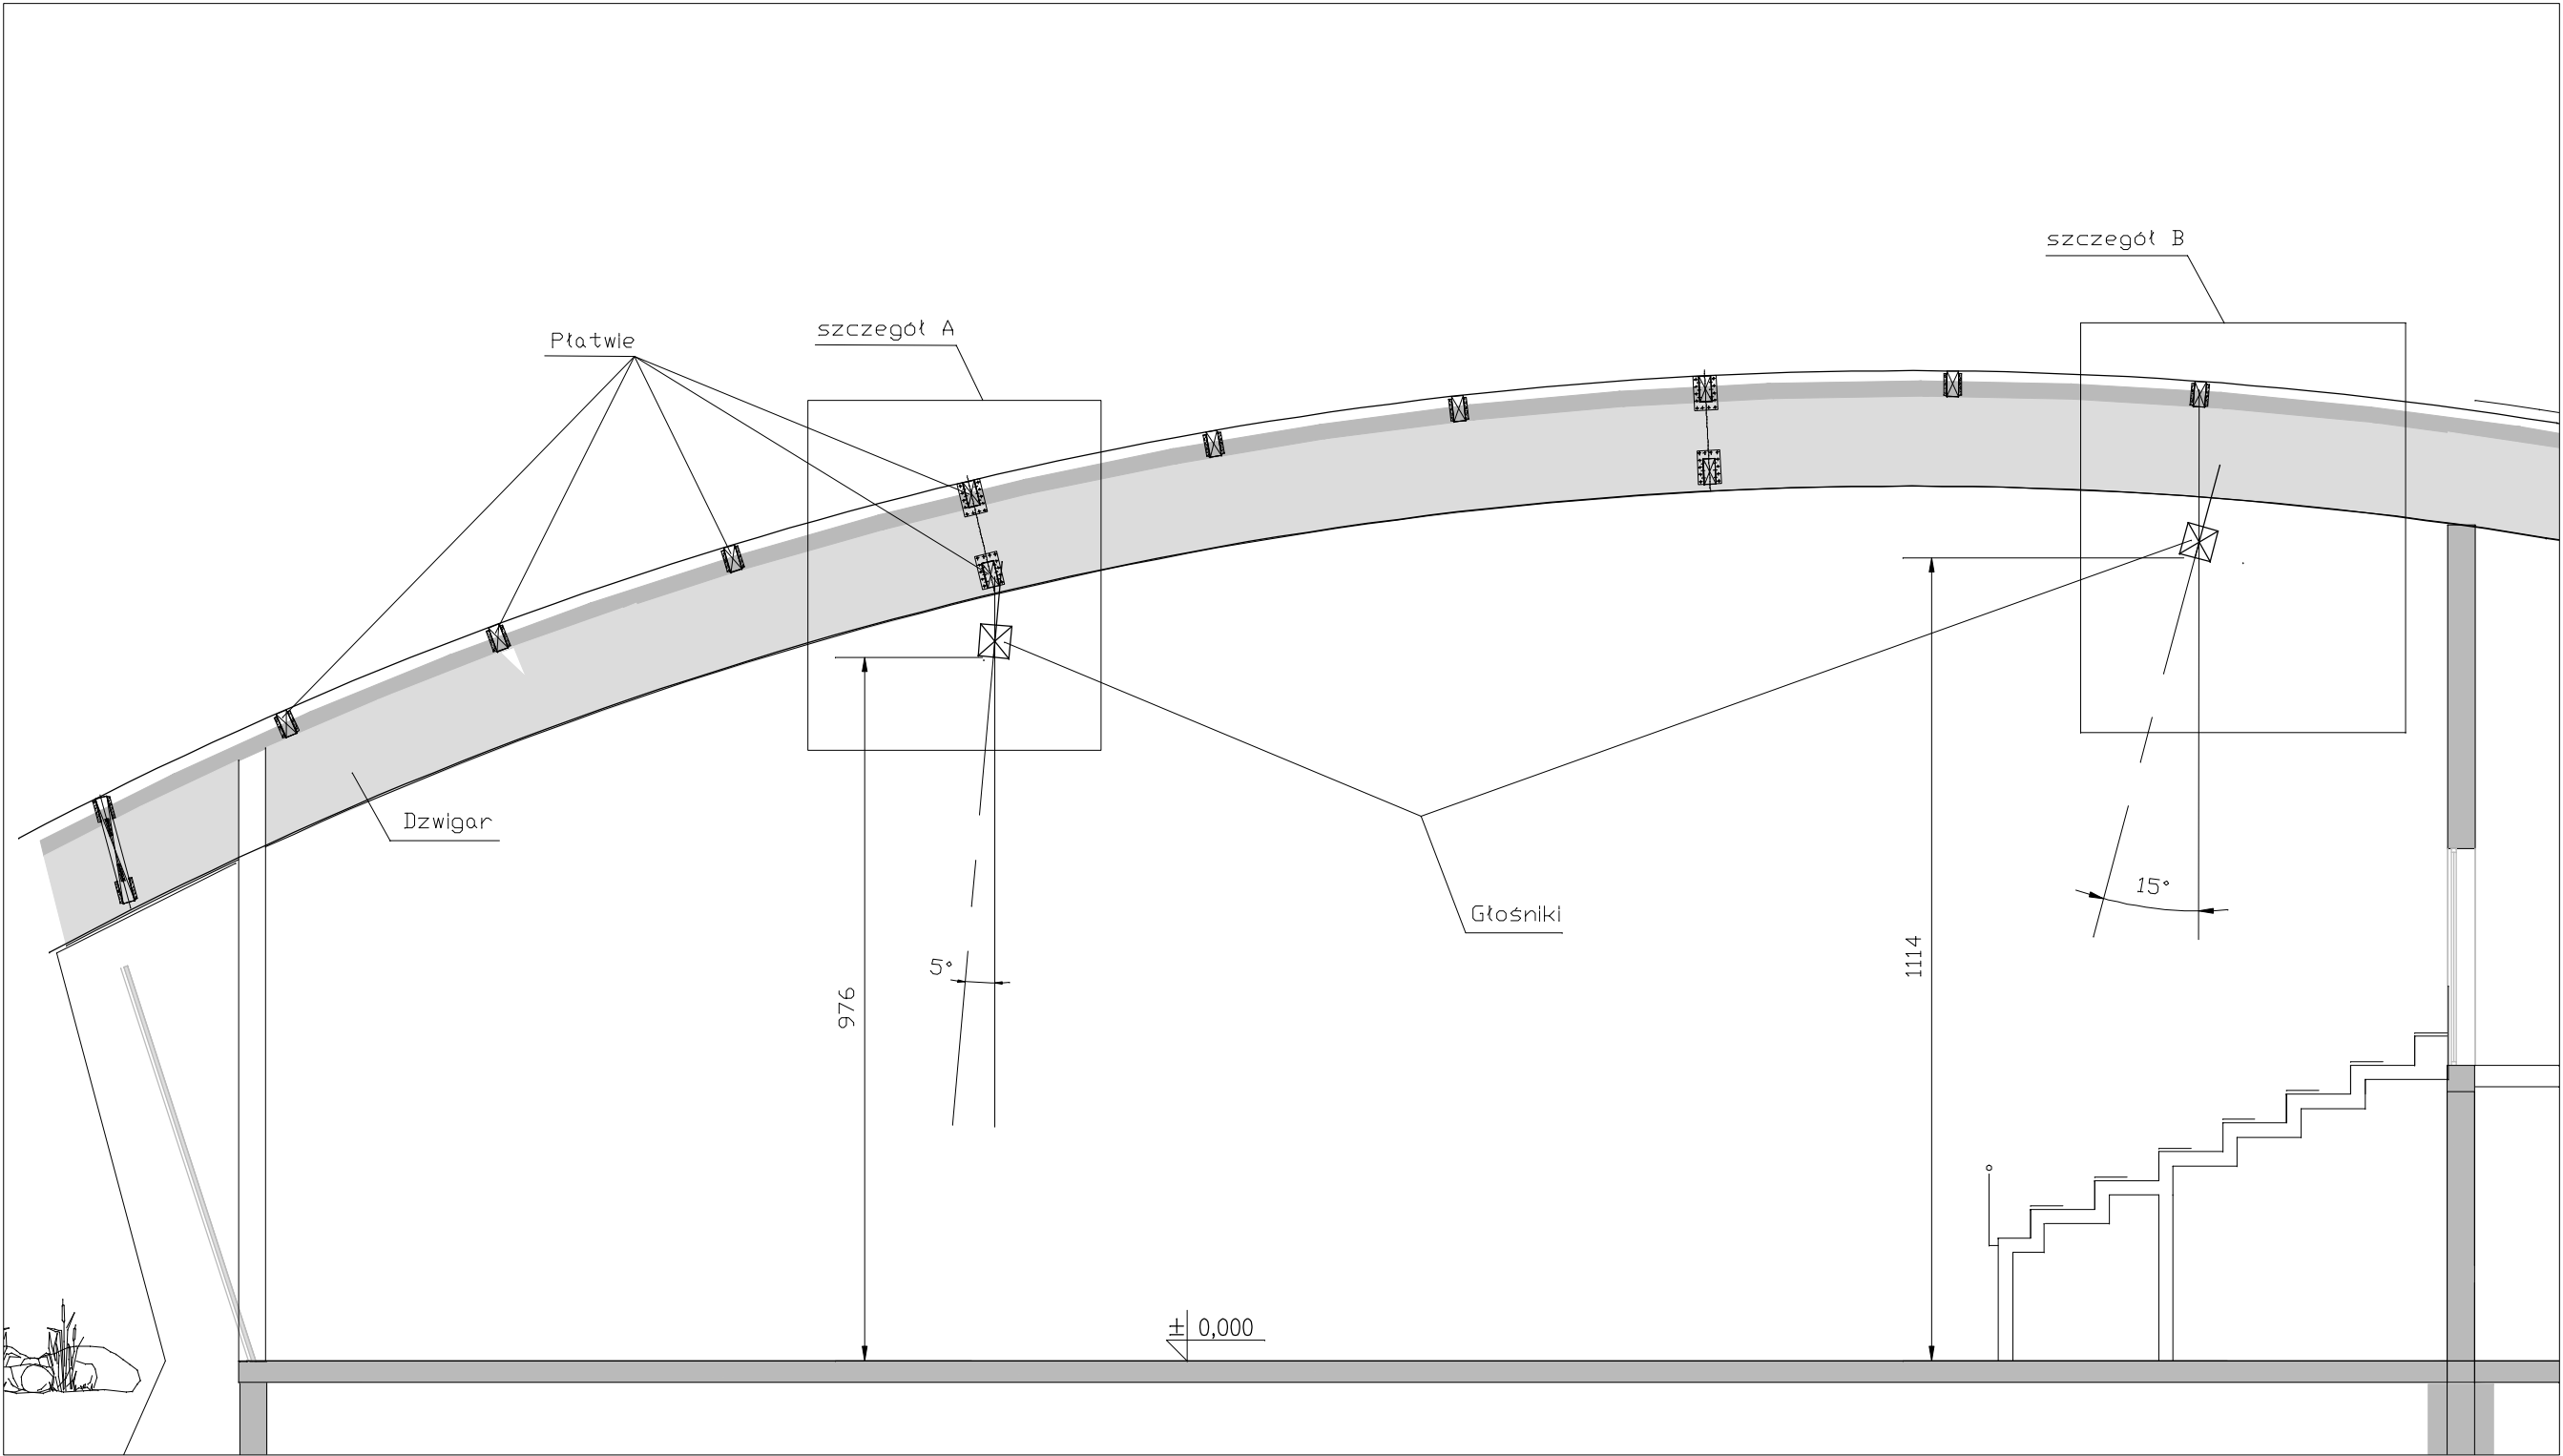 szczegół B
szczegół A
Płatwie
Dzwigar
15°
Głośniki
1114
5°
976
± 0,000